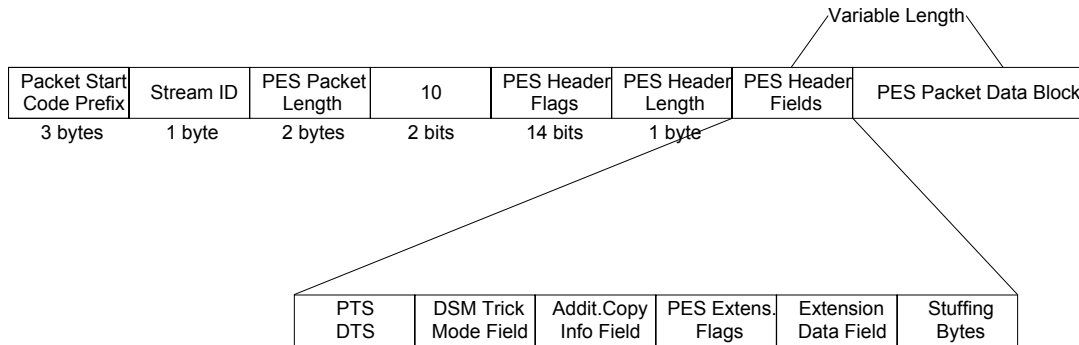 Variable Length
Packet Start
Code Prefix
Stream ID
PES Packet
Length
10
PES Header
Flags
PES Header
Length
PES Header
Fields
PES Packet Data Block
3 bytes
1 byte
2 bytes
2 bits
14 bits
1 byte
PTS
DTS
DSM Trick
Mode Field
Addit.Copy
Info Field
PES Extens.
Flags
Extension
Data Field
Stuffing
Bytes